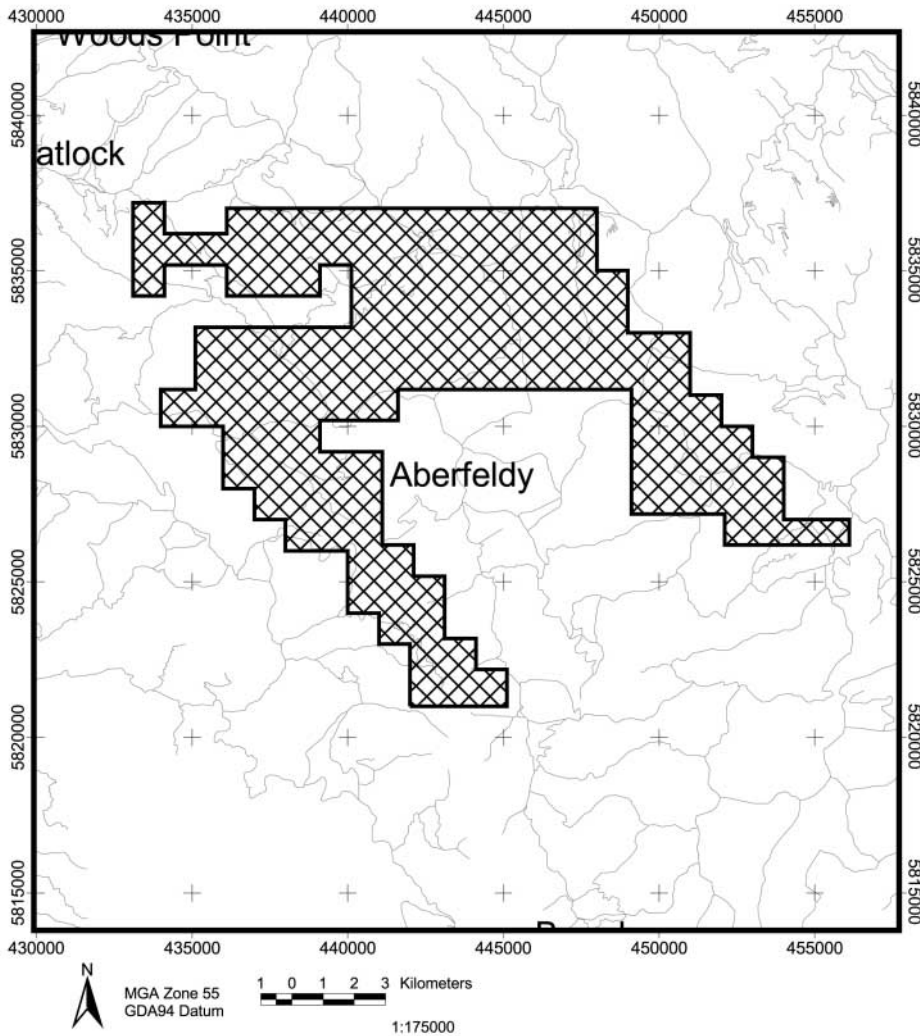 430000 435000 440000 445000 450000 455000
Woods Point
5840000 5840000
atlock
5835000 5835000
5830000 5830000
Aberfeldy
5825000 5825000
5820000 5820000
5815000 5815000
430000 435000 440000 445000 450000 455000
N
MGA Zone 55
GDA94 Datum
1 0 1 2 3 Kilometers
1:175000